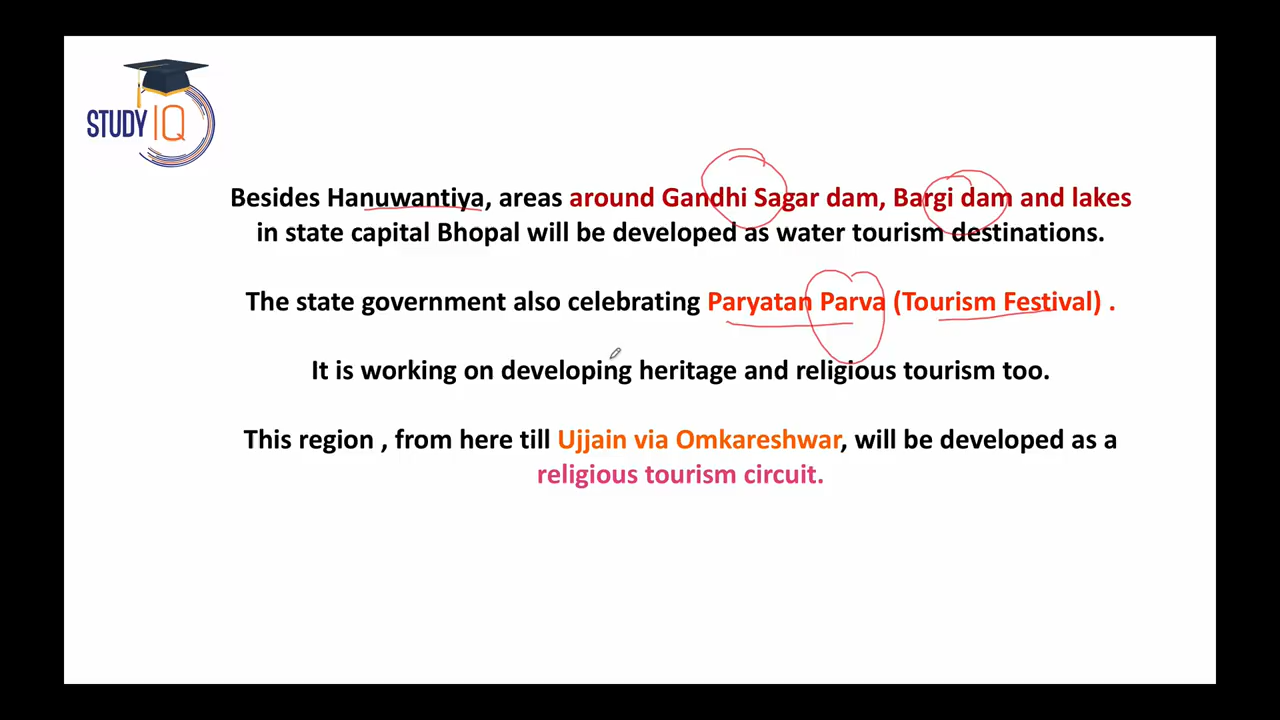 STUDY IQ
Besides Hanuwantiya, areas around Gandhi Sagar dam, Bargi dam and lakes
in state capital Bhopal will be developed as water tourism destinations.
The state government also celebrating Paryatan Parva (Tourism Festival) .
It is working on developing heritage and religious tourism too.
This region , from here till Ujjain via Omkareshwar, will be developed as a
religious tourism circuit.